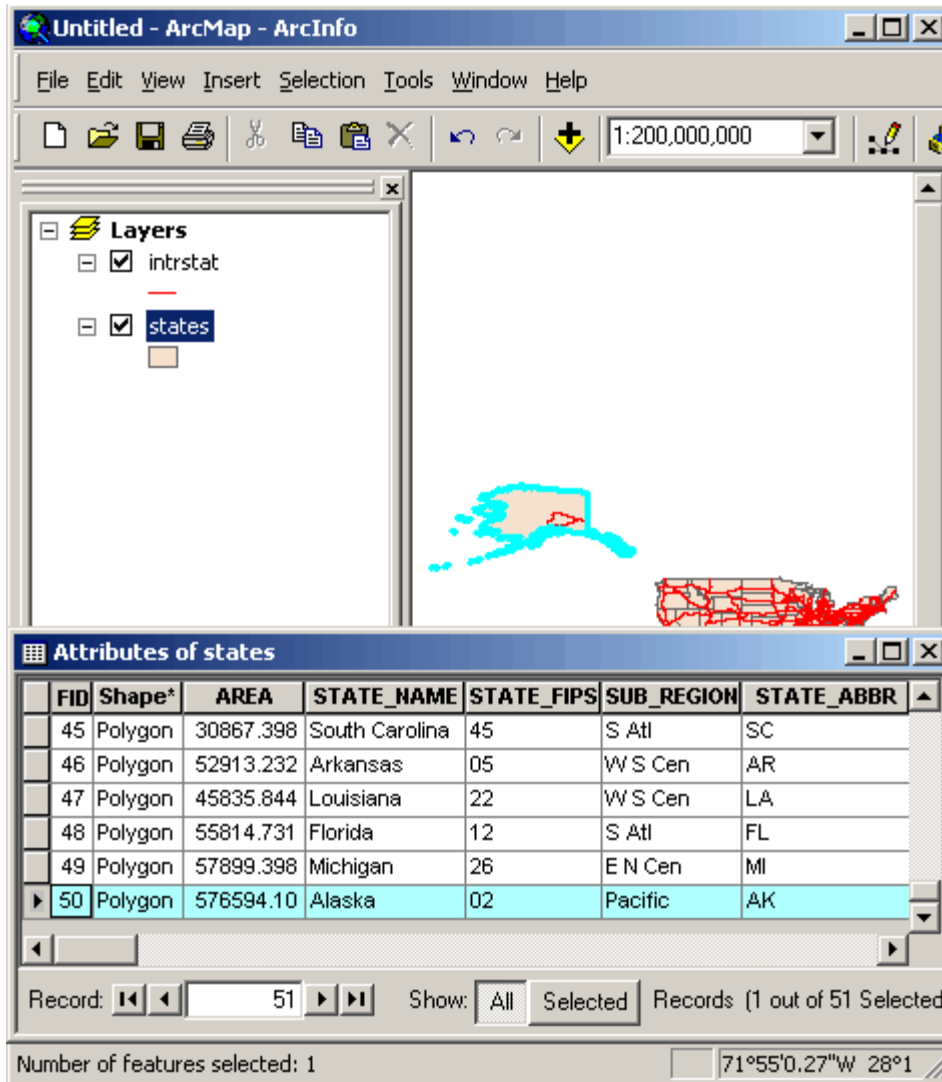 Untitled - ArcMap - ArcInfo
File Edit View Insert Selection Tools Window Help
1:200,000,000
Layers
intrstat
states
Attributes of states
FID Shape* AREA STATE_NAME STATE_FIPS SUB_REGION STATE_ABBR
45 Polygon 30867.398 South Carolina 45 S Atl SC
46 Polygon 52913.232 Arkansas 05 W S Cen AR
47 Polygon 45835.844 Louisiana 22 W S Cen LA
48 Polygon 55814.731 Florida 12 S Atl FL
49 Polygon 57899.398 Michigan 26 E N Cen MI
50 Polygon 576594.10 Alaska 02 Pacific AK
Record: 51 Show: All Selected Records (1 out of 51 Selected
Number of features selected: 1 71°55'0.27"W 28°1